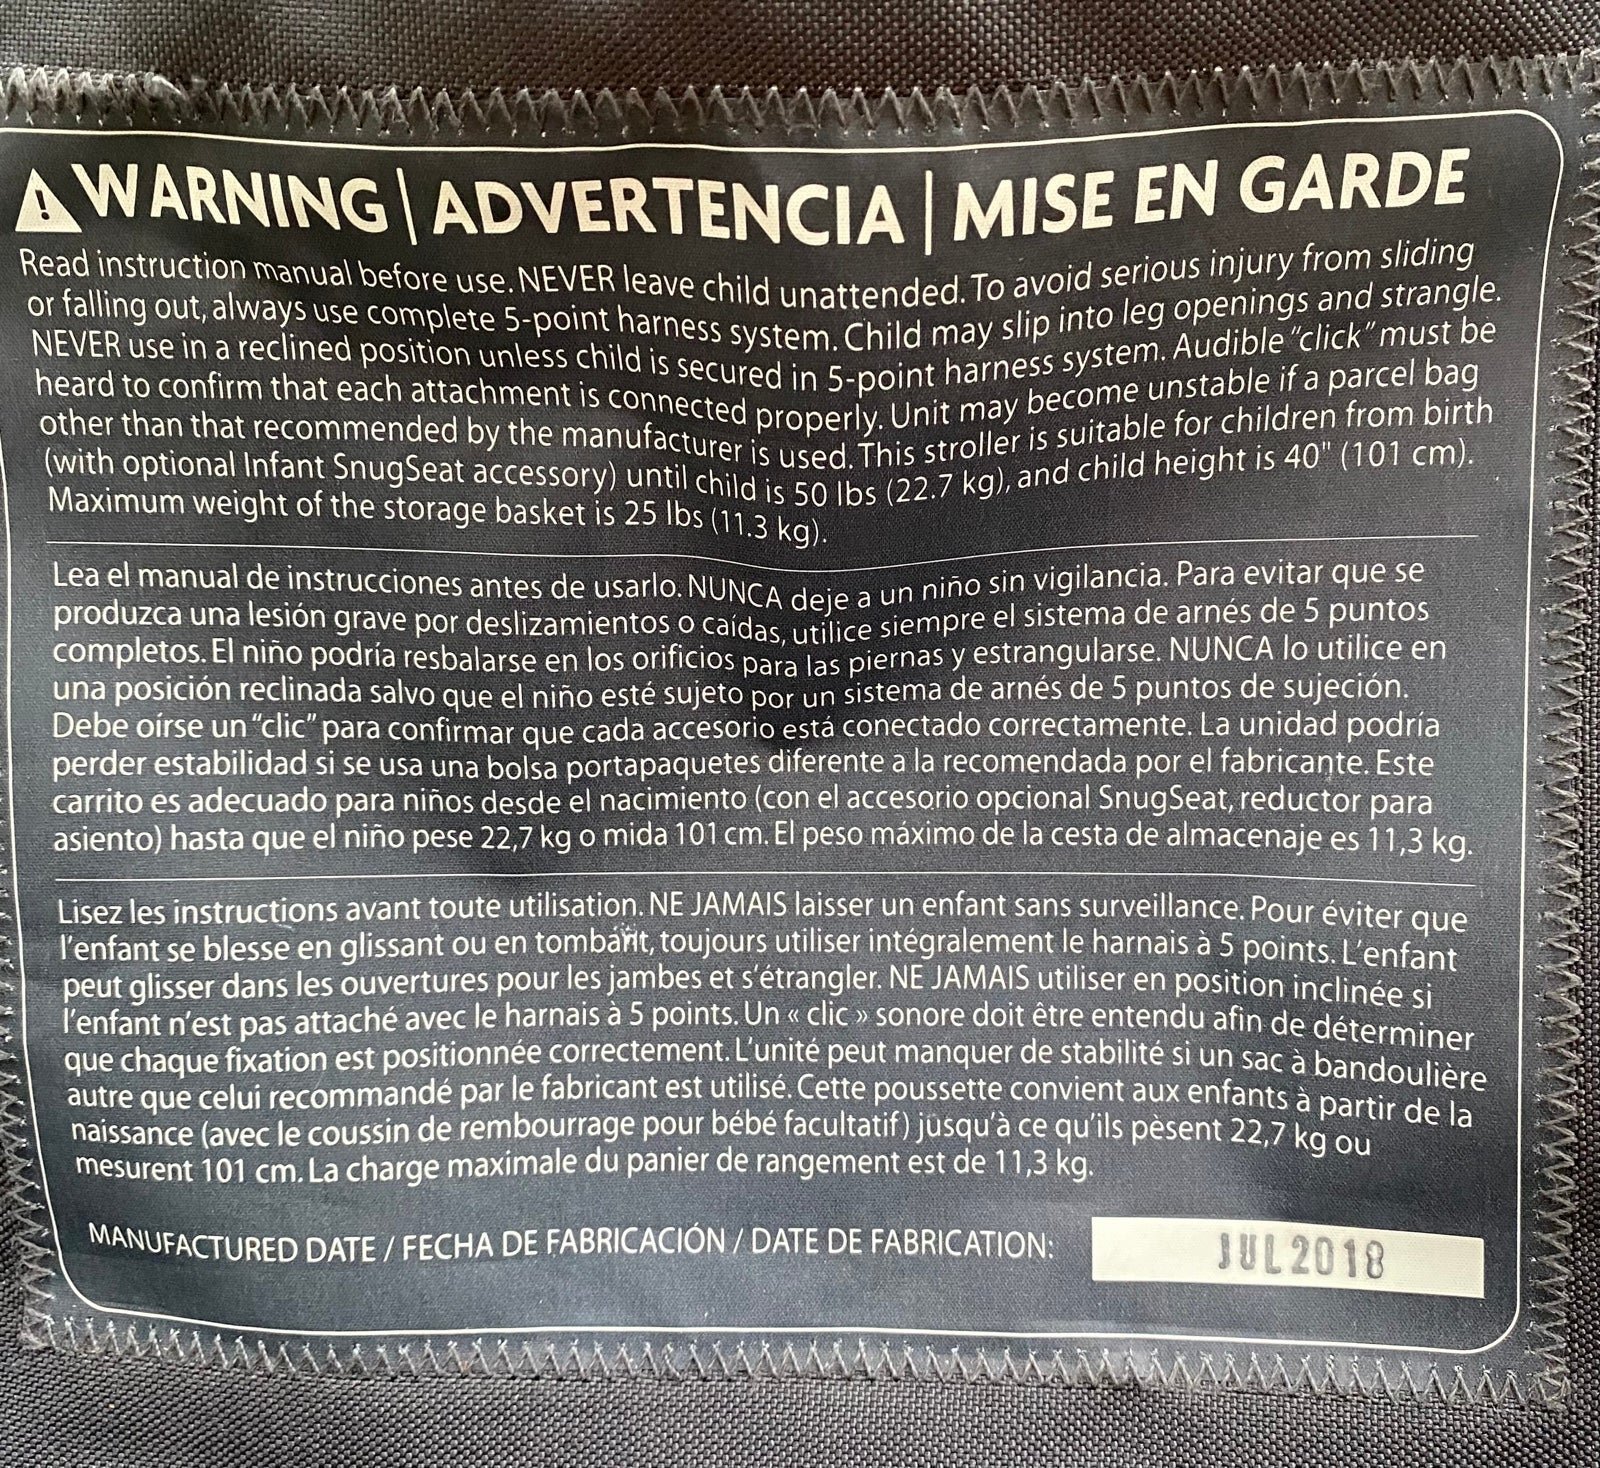 WARNING | ADVERTENCIA | MISE EN GARDE
Read instruction manual before use. NEVER leave child unattended. To avoid serious injury from sliding
or falling out, always use complete 5-point harness system. Child may slip into leg openings and strangle.
NEVER use in a reclined position unless child is secured in 5-point harness system. Audible "click" must be
heard to confirm that each attachment is connected properly. Unit may become unstable if a parcel bag
other than that recommended by the manufacturer is used. This stroller is suitable for children from birth
(with optional Infant SnugSeat accessory) until child is 50 lbs (22.7 kg), and child height is 40" (101 cm).
Maximum weight of the storage basket is 25 lbs (11.3 kg).
Lea el manual de instrucciones antes de usarlo. NUNCA deje a un niño sin vigilancia. Para evitar que se
produzca una lesión grave por deslizamientos o caídas, utilice siempre el sistema de arnés de 5 puntos
completos. El niño podría resbalarse en los orificios para las piernas y estrangularse. NUNCA lo utilice en
una posición reclinada salvo que el niño esté sujeto por un sistema de arnés de 5 puntos de sujeción.
Debe oírse un "clic" para confirmar que cada accesorio está conectado correctamente. La unidad podría
perder estabilidad si se usa una bolsa portapaquetes diferente a la recomendada por el fabricante. Este
carrito es adecuado para niños desde el nacimiento (con el accesorio opcional SnugSeat, reductor para
asiento) hasta que el niño pese 22,7 kg o mida 101 cm. El peso máximo de la cesta de almacenaje es 11,3 kg.
Lisez les instructions avant toute utilisation. NE JAMAIS laisser un enfant sans surveillance. Pour éviter que
l'enfant se blesse en glissant ou en tombant, toujours utiliser intégralement le harnais à 5 points. L'enfant
peut glisser dans les ouvertures pour les jambes et s'étrangler. NE JAMAIS utiliser en position inclinée si
l'enfant n'est pas attaché avec le harnais à 5 points. Un « clic » sonore doit être entendu afin de déterminer
que chaque fixation est positionnée correctement. L'unité peut manquer de stabilité si un sac à bandoulière
autre que celui recommandé par le fabricant est utilisé. Cette poussette convient aux enfants à partir de la
naissance (avec le coussin de rembourrage pour bébé facultatif) jusqu'à ce qu'ils pèsent 22,7 kg ou
mesurent 101 cm. La charge maximale du panier de rangement est de 11,3 kg.
MANUFACTURED DATE / FECHA DE FABRICACIÓN / DATE DE FABRICATION: JUL 2018